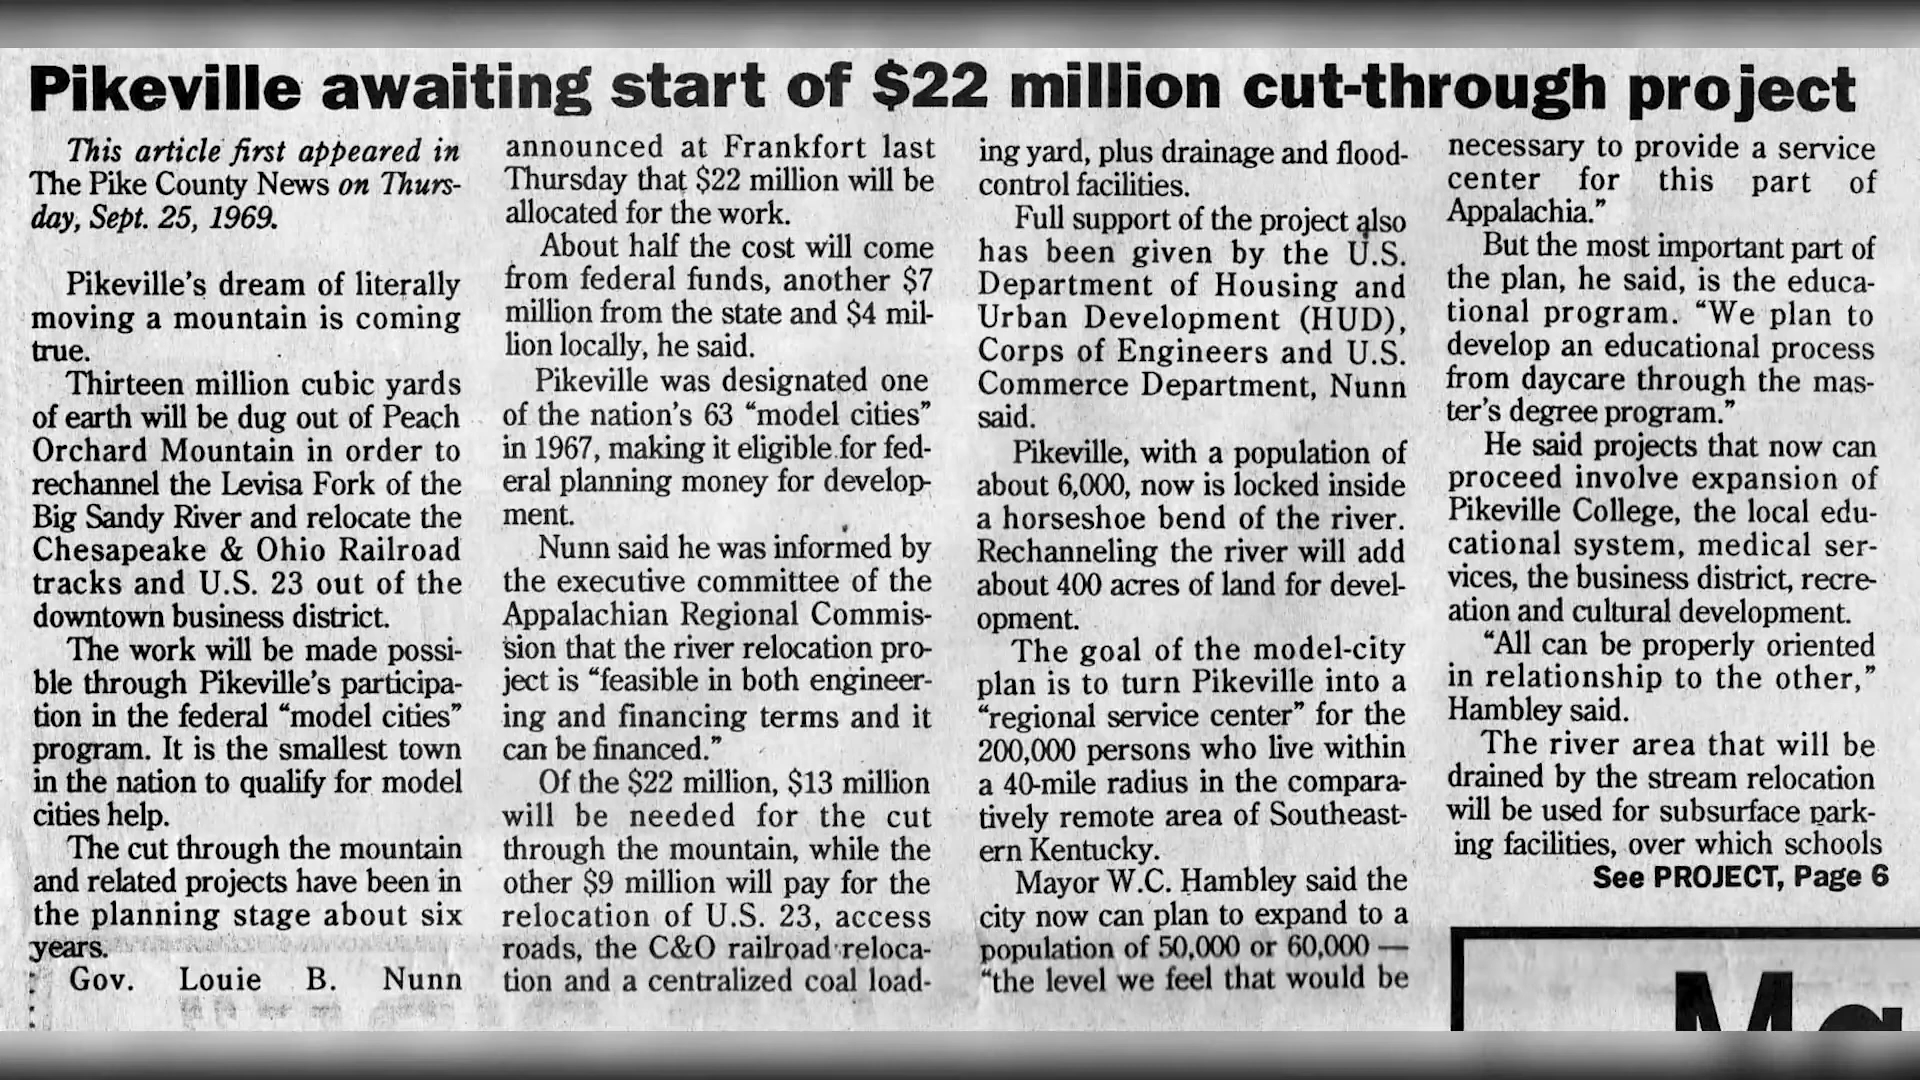 Pikeville awaiting start of $22 million cut-through project
This article first appeared in
The Pike County News on Thurs-
day, Sept. 25, 1969.
Pikeville's dream of literally
moving a mountain is coming
true.
Thirteen million cubic yards
of earth will be dug out of Peach
Orchard Mountain in order to
rechannel the Levisa Fork of the
Big Sandy River and relocate the
Chesapeake & Ohio Railroad
tracks and U.S. 23 out of the
downtown business district.
The work will be made possi-
ble through Pikeville's participa-
tion in the federal “model cities”
program. It is the smallest town
in the nation to qualify for model
cities help.
The cut through the mountain
and related projects have been in
the planning stage about six
years.
Gov. Louie B. Nunn
announced at Frankfort last
Thursday that $22 million will be
allocated for the work.
About half the cost will come
from federal funds, another $7
million from the state and $4 mil-
lion locally, he said.
Pikeville was designated one
of the nation's 63 “model cities”
in 1967, making it eligible for fed-
eral planning money for develop-
ment.
Nunn said he was informed by
the executive committee of the
Appalachian Regional Commis-
sion that the river relocation pro-
ject is “feasible in both engineer-
ing and financing terms and it
can be financed.”
Of the $22 million, $13 million
will be needed for the cut
through the mountain, while the
other $9 million will pay for the
relocation of U.S. 23, access
roads, the C&O railroad reloca-
tion and a centralized coal load-
ing yard, plus drainage and flood-
control facilities.
Full support of the project also
has been given by the U.S.
Department of Housing and
Urban Development (HUD),
Corps of Engineers and U.S.
Commerce Department, Nunn
said.
Pikeville, with a population of
about 6,000, now is locked inside
a horseshoe bend of the river.
Rechanneling the river will add
about 400 acres of land for devel-
opment.
The goal of the model-city
plan is to turn Pikeville into a
“regional service center” for the
200,000 persons who live within
a 40-mile radius in the compara-
tively remote area of Southeast-
ern Kentucky.
Mayor W.C. Hambley said the
city now can plan to expand to a
population of 50,000 or 60,000 —
“the level we feel that would be
necessary to provide a service
center for this part of
Appalachia.”
But the most important part of
the plan, he said, is the educa-
tional program. “We plan to
develop an educational process
from daycare through the mas-
ter's degree program.”
He said projects that now can
proceed involve expansion of
Pikeville College, the local edu-
cational system, medical ser-
vices, the business district, recre-
ation and cultural development.
“All can be properly oriented
in relationship to the other,”
Hambley said.
The river area that will be
drained by the stream relocation
will be used for subsurface park-
ing facilities, over which schools
See PROJECT, Page 6